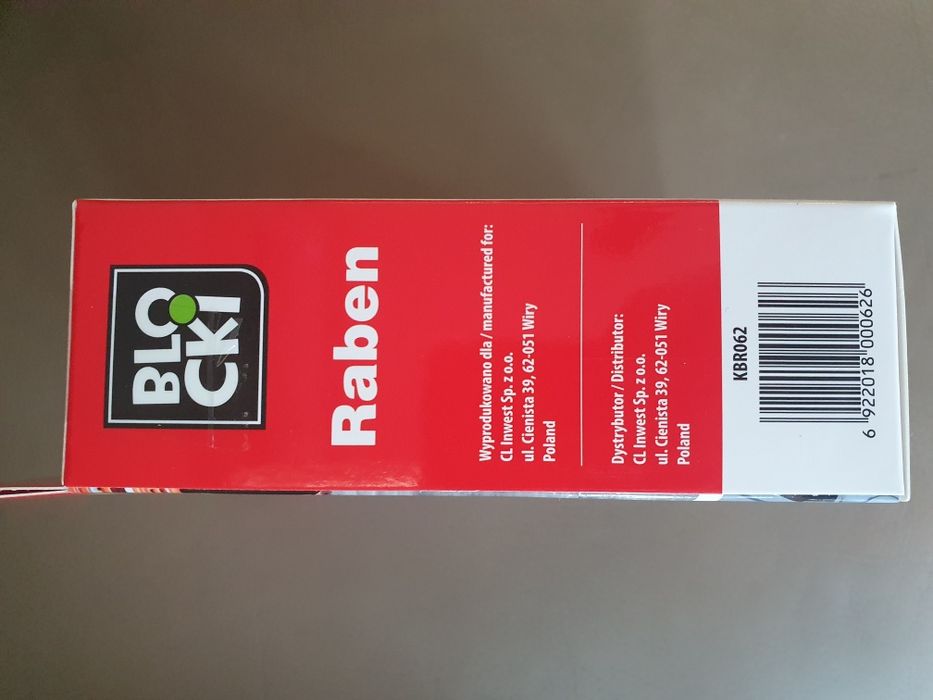 BLO
CKI
Raben
Wyprodukowano dla / manufactured for:
CL Inwest Sp. z o.o.
ul. Cienista 39, 62-051 Wiry
Poland
Dystrybutor / Distributor:
CL Inwest Sp. z o.o.
ul. Cienista 39, 62-051 Wiry
Poland
KBR062
6 922018 000626